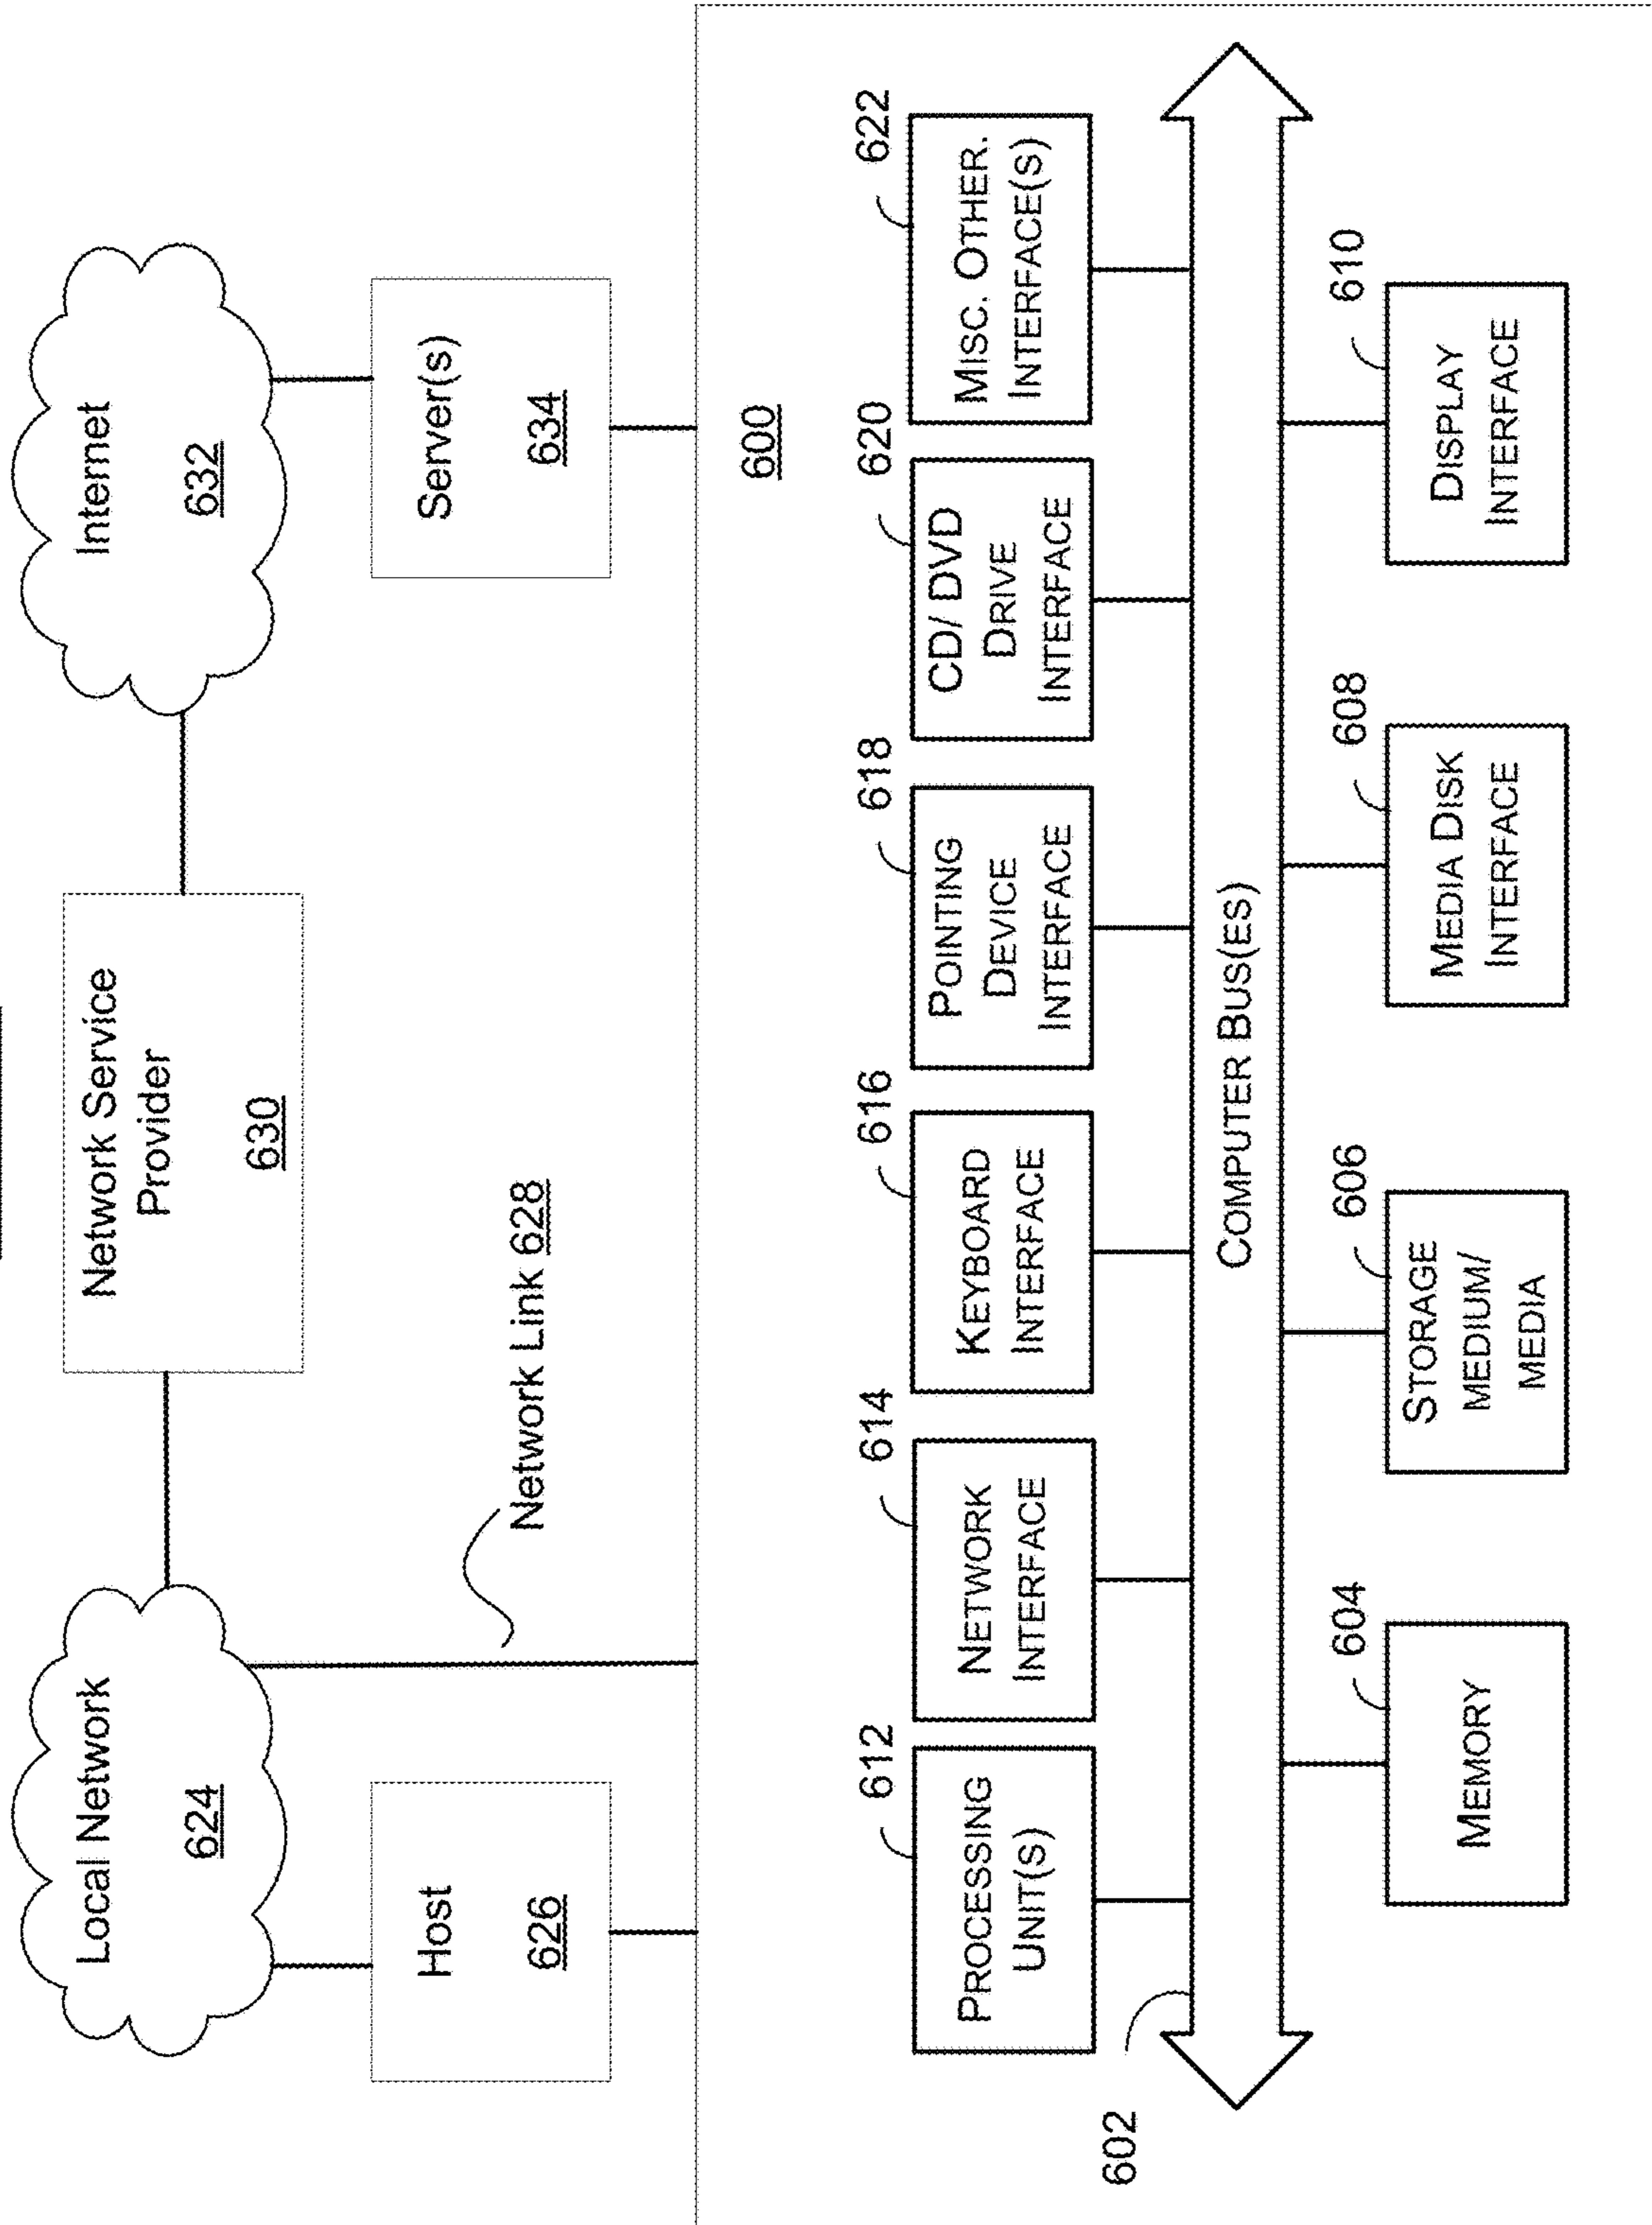 Local Network
624
Network Service
Provider
630
Internet
632
Host
626
Network Link 628
Server(s)
634
600
612
PROCESSING
UNIT(S)
614
NETWORK
INTERFACE
616
KEYBOARD
INTERFACE
618
POINTING
DEVICE
INTERFACE
620
CD/ DVD
DRIVE
INTERFACE
622
MISC. OTHER.
INTERFACE(S)
602
COMPUTER BUS(ES)
604
MEMORY
606
STORAGE
MEDIUM/
MEDIA
608
MEDIA DISK
INTERFACE
610
DISPLAY
INTERFACE